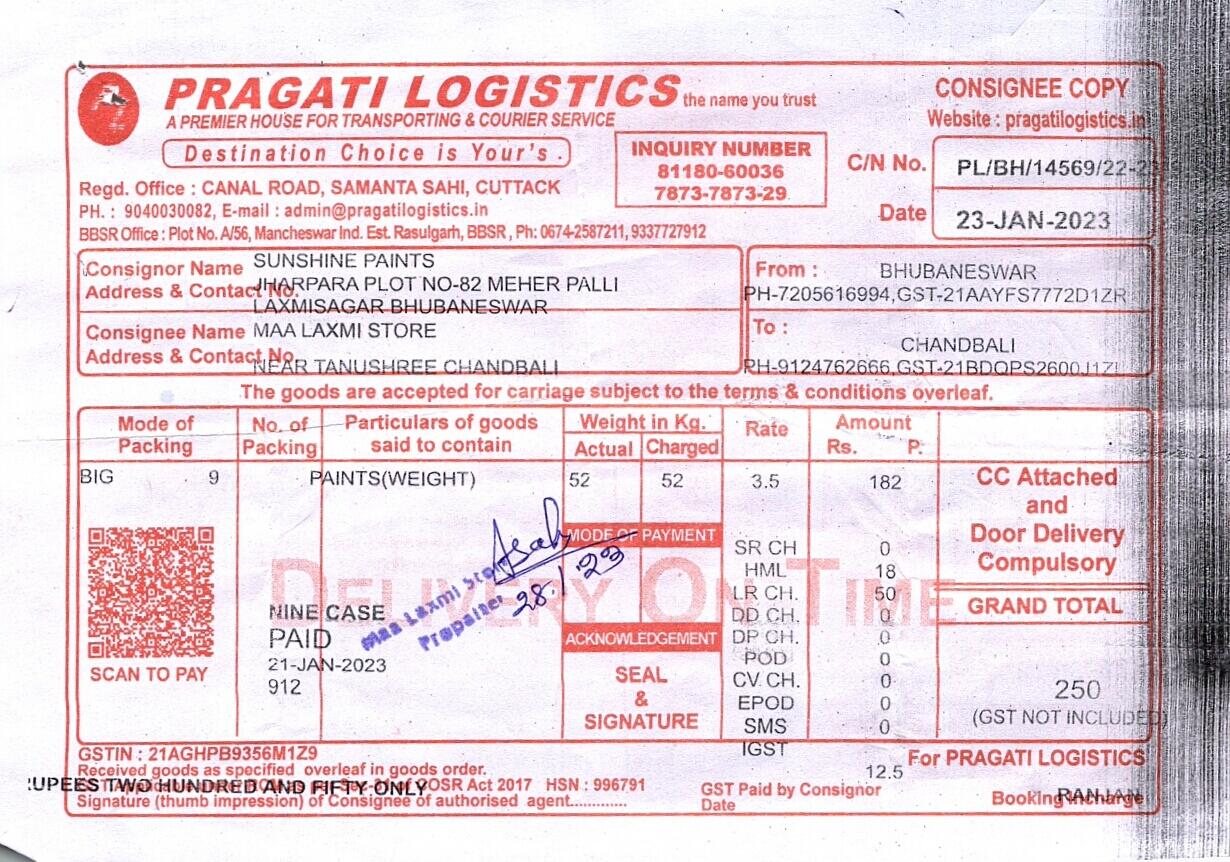 PRAGATI LOGISTICS the name you trust
A PREMIER HOUSE FOR TRANSPORTING & COURIER SERVICE
Destination Choice is Your's .
CONSIGNEE COPY
Website : pragatilogistics.in
INQUIRY NUMBER
81180-60036
7873-7873-29
C/N No. PL/BH/14569/22-23
Date 23-JAN-2023
Regd. Office : CANAL ROAD, SAMANTA SAHI, CUTTACK
PH. : 9040030082, E-mail : admin@pragatilogistics.in
BBSR Office : Plot No. A/56, Mancheswar Ind. Est. Rasulgarh, BBSR , Ph: 0674-2587211, 9337727912
Consignor Name SUNSHINE PAINTS
Address & Contact No. JHARPARA PLOT NO-82 MEHER PALLI
LAXMISAGAR BHUBANESWAR
From : BHUBANESWAR
PH-7205616994,GST-21AAYFS7772D1ZR
Consignee Name MAA LAXMI STORE
Address & Contact No. NEAR TANUSHREE CHANDBALI
To : CHANDBALI
PH-9124762666,GST-21BDQPS2600J1Z
The goods are accepted for carriage subject to the terms & conditions overleaf.
Mode of Packing
No. of Packing
Particulars of goods said to contain
Weight in Kg.
Actual Charged
Rate
Amount
Rs. P.
BIG 9 PAINTS(WEIGHT) 52 52 3.5 182
CC Attached
and
Door Delivery
Compulsory
GRAND TOTAL
250
(GST NOT INCLUDED)
DELIVERY ON TIME
SCAN TO PAY
NINE CASE
PAID
21-JAN-2023
912
Maa Laxmi Store
28.1.23
MODE OF PAYMENT
ACKNOWLEDGEMENT
SEAL
&
SIGNATURE
SR CH 0
HML 18
LR CH. 50
DD CH. 0
DP CH. 0
POD 0
CV. CH. 0
EPOD 0
SMS 0
IGST 12.5
GSTIN : 21AGHPB9356M1Z9
Received goods as specified overleaf in goods order.
UPEES TWO HUNDRED AND FIFTY ONLY
OSR Act 2017 HSN : 996791
Signature (thumb impression) of Consignee of authorised agent.............
GST Paid by Consignor
Date
For PRAGATI LOGISTICS
Booking Incharge
RANJAN